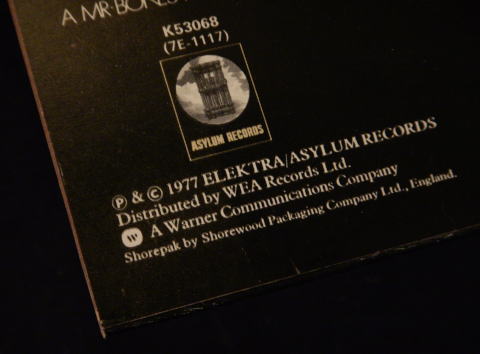 A MR·BONES
K53068
(7E-1117)
ASYLUM RECORDS
℗ & © 1977 ELEKTRA/ASYLUM RECORDS
Distributed by WEA Records Ltd.
W A Warner Communications Company
Shorepak by Shorewood Packaging Company Ltd., England.